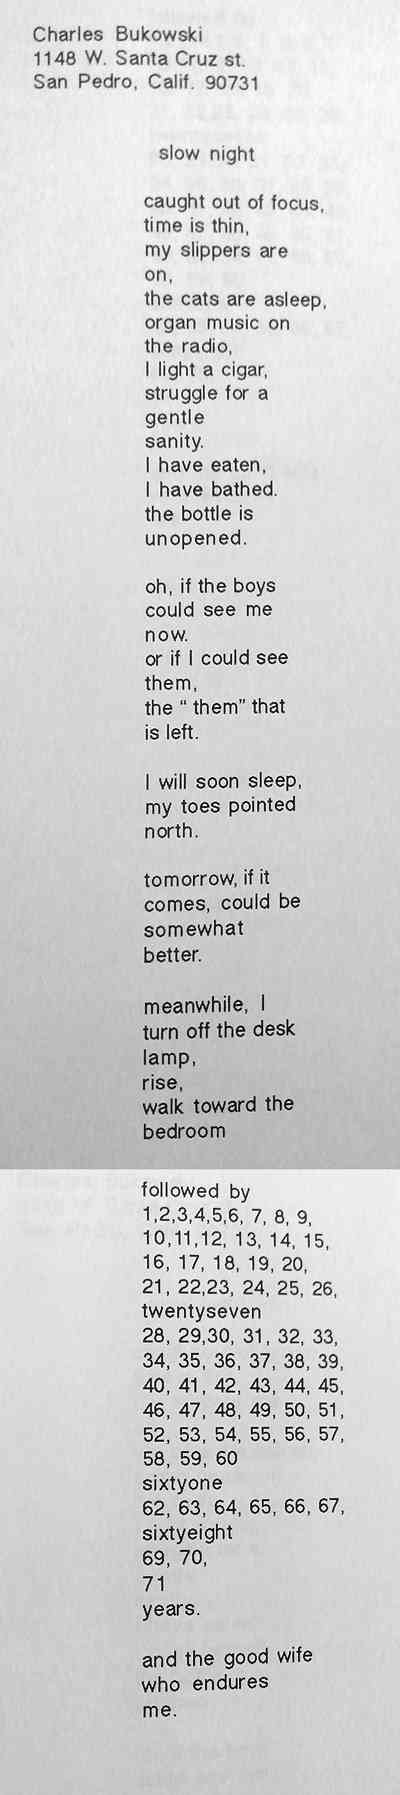 Charles Bukowski
1148 W. Santa Cruz st.
San Pedro, Calif. 90731
slow night
caught out of focus,
time is thin,
my slippers are
on,
the cats are asleep,
organ music on
the radio,
I light a cigar,
struggle for a
gentle
sanity.
I have eaten,
I have bathed.
the bottle is
unopened.
oh, if the boys
could see me
now.
or if I could see
them,
the “ them” that
is left.
I will soon sleep,
my toes pointed
north.
tomorrow, if it
comes, could be
somewhat
better.
meanwhile, I
turn off the desk
lamp,
rise,
walk toward the
bedroom
followed by
1,2,3,4,5,6, 7, 8, 9,
10,11,12, 13, 14, 15,
16, 17, 18, 19, 20,
21, 22,23, 24, 25, 26,
twentyseven
28, 29,30, 31, 32, 33,
34, 35, 36, 37, 38, 39,
40, 41, 42, 43, 44, 45,
46, 47, 48, 49, 50, 51,
52, 53, 54, 55, 56, 57,
58, 59, 60
sixtyone
62, 63, 64, 65, 66, 67,
sixtyeight
69, 70,
71
years.
and the good wife
who endures
me.